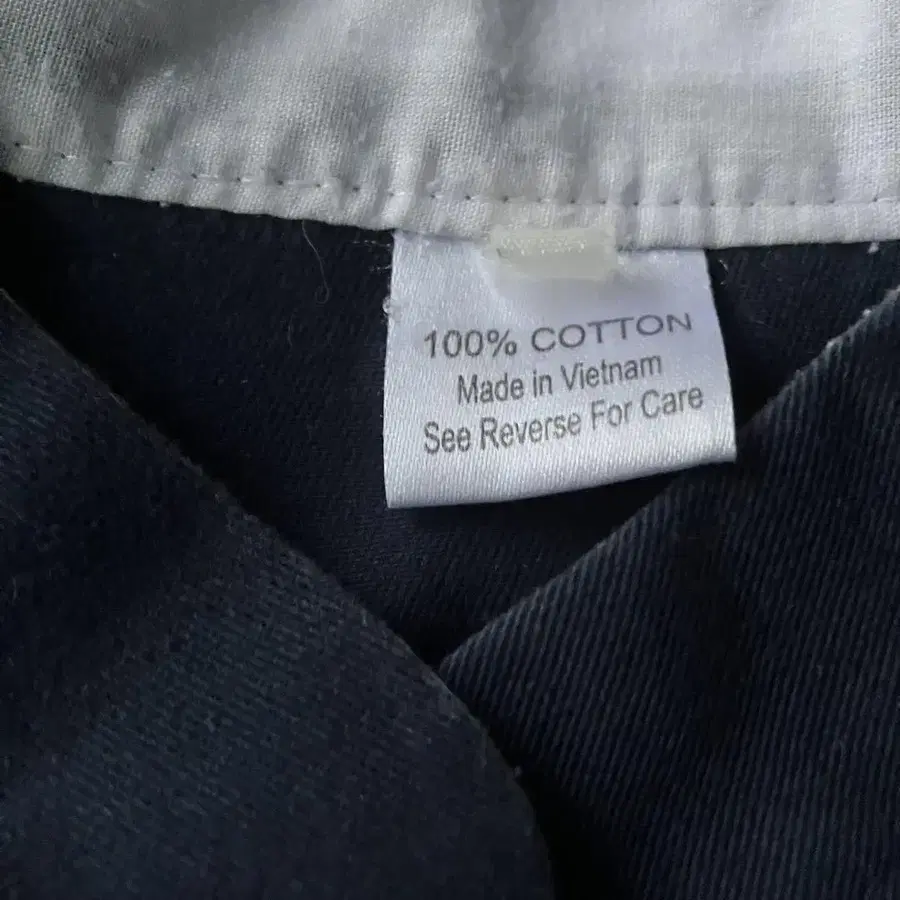 100% COTTON
Made in Vietnam
See Reverse For Care